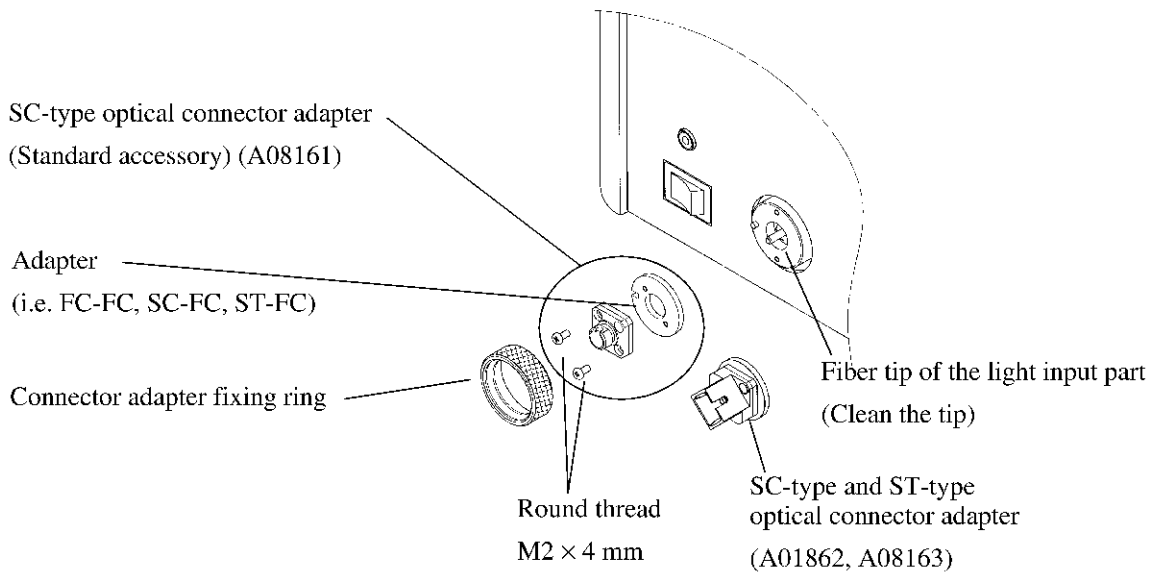 SC-type optical connector adapter
(Standard accessory) (A08161)
Adapter
(i.e. FC-FC, SC-FC, ST-FC)
Connector adapter fixing ring
Fiber tip of the light input part
(Clean the tip)
Round thread
M2 × 4 mm
SC-type and ST-type
optical connector adapter
(A01862, A08163)